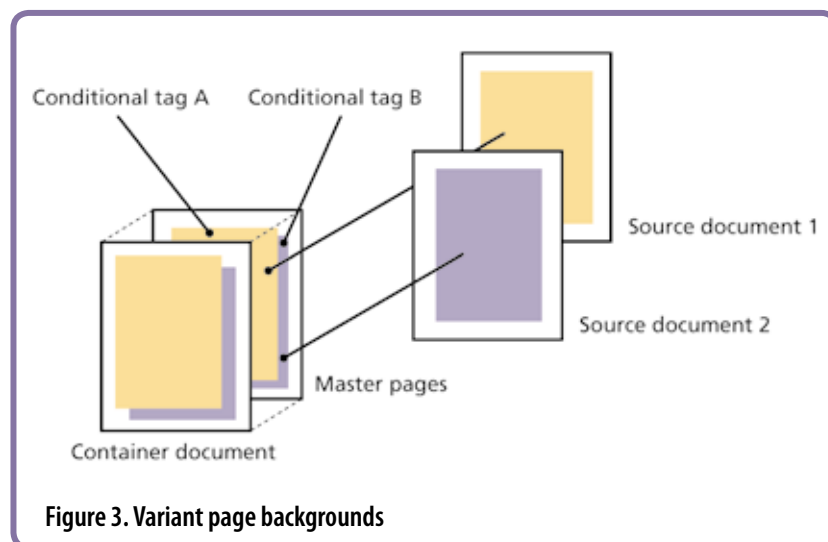 Conditional tag A
Conditional tag B
Source document 1
Source document 2
Master pages
Container document
Figure 3. Variant page backgrounds